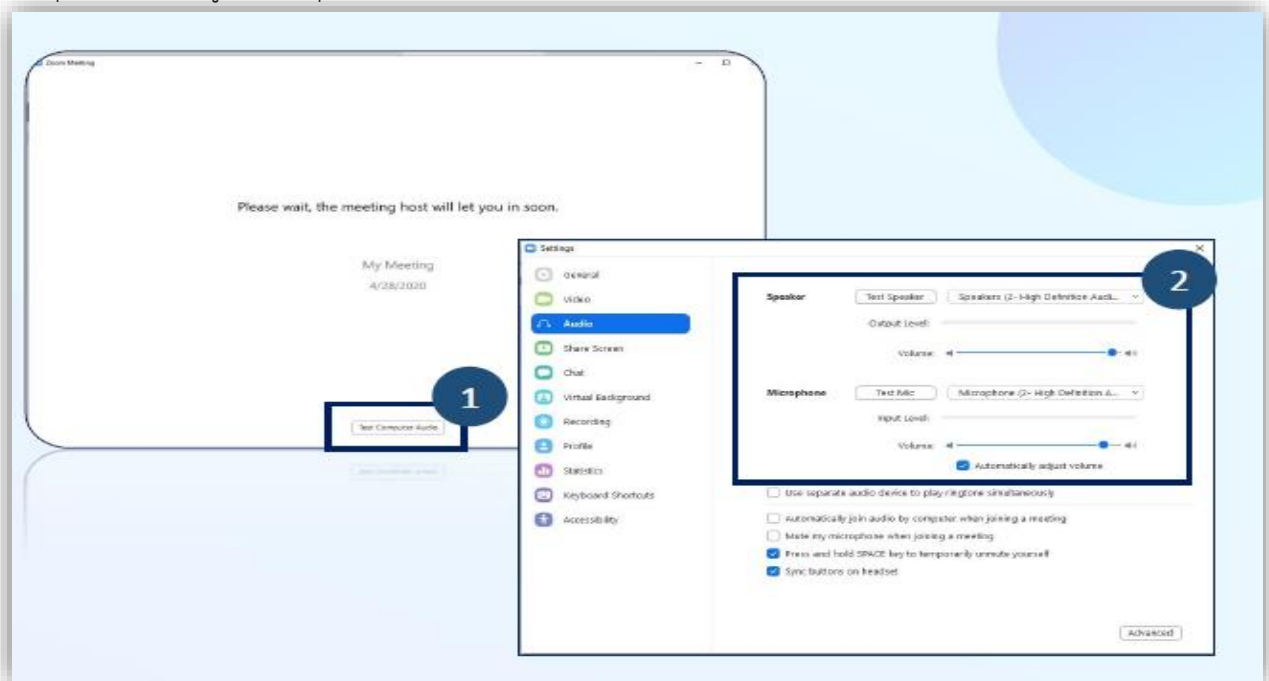 Zoom Meeting
Please wait, the meeting host will let you in soon.
My Meeting
4/28/2020
Test Computer Audio
1
Settings
General
Video
Audio
Share Screen
Chat
Virtual Background
Recording
Profile
Statistics
Keyboard Shortcuts
Accessibility
2
Speaker Test Speaker Speakers (2- High Definition Audi...
Output Level:
Volume:
Microphone Test Mic Microphone (2- High Definition A...
Input Level:
Volume:
Automatically adjust volume
Use separate audio device to play ringtone simultaneously
Automatically join audio by computer when joining a meeting
Mute my microphone when joining a meeting
Press and hold SPACE key to temporarily unmute yourself
Sync buttons on headset
Advanced